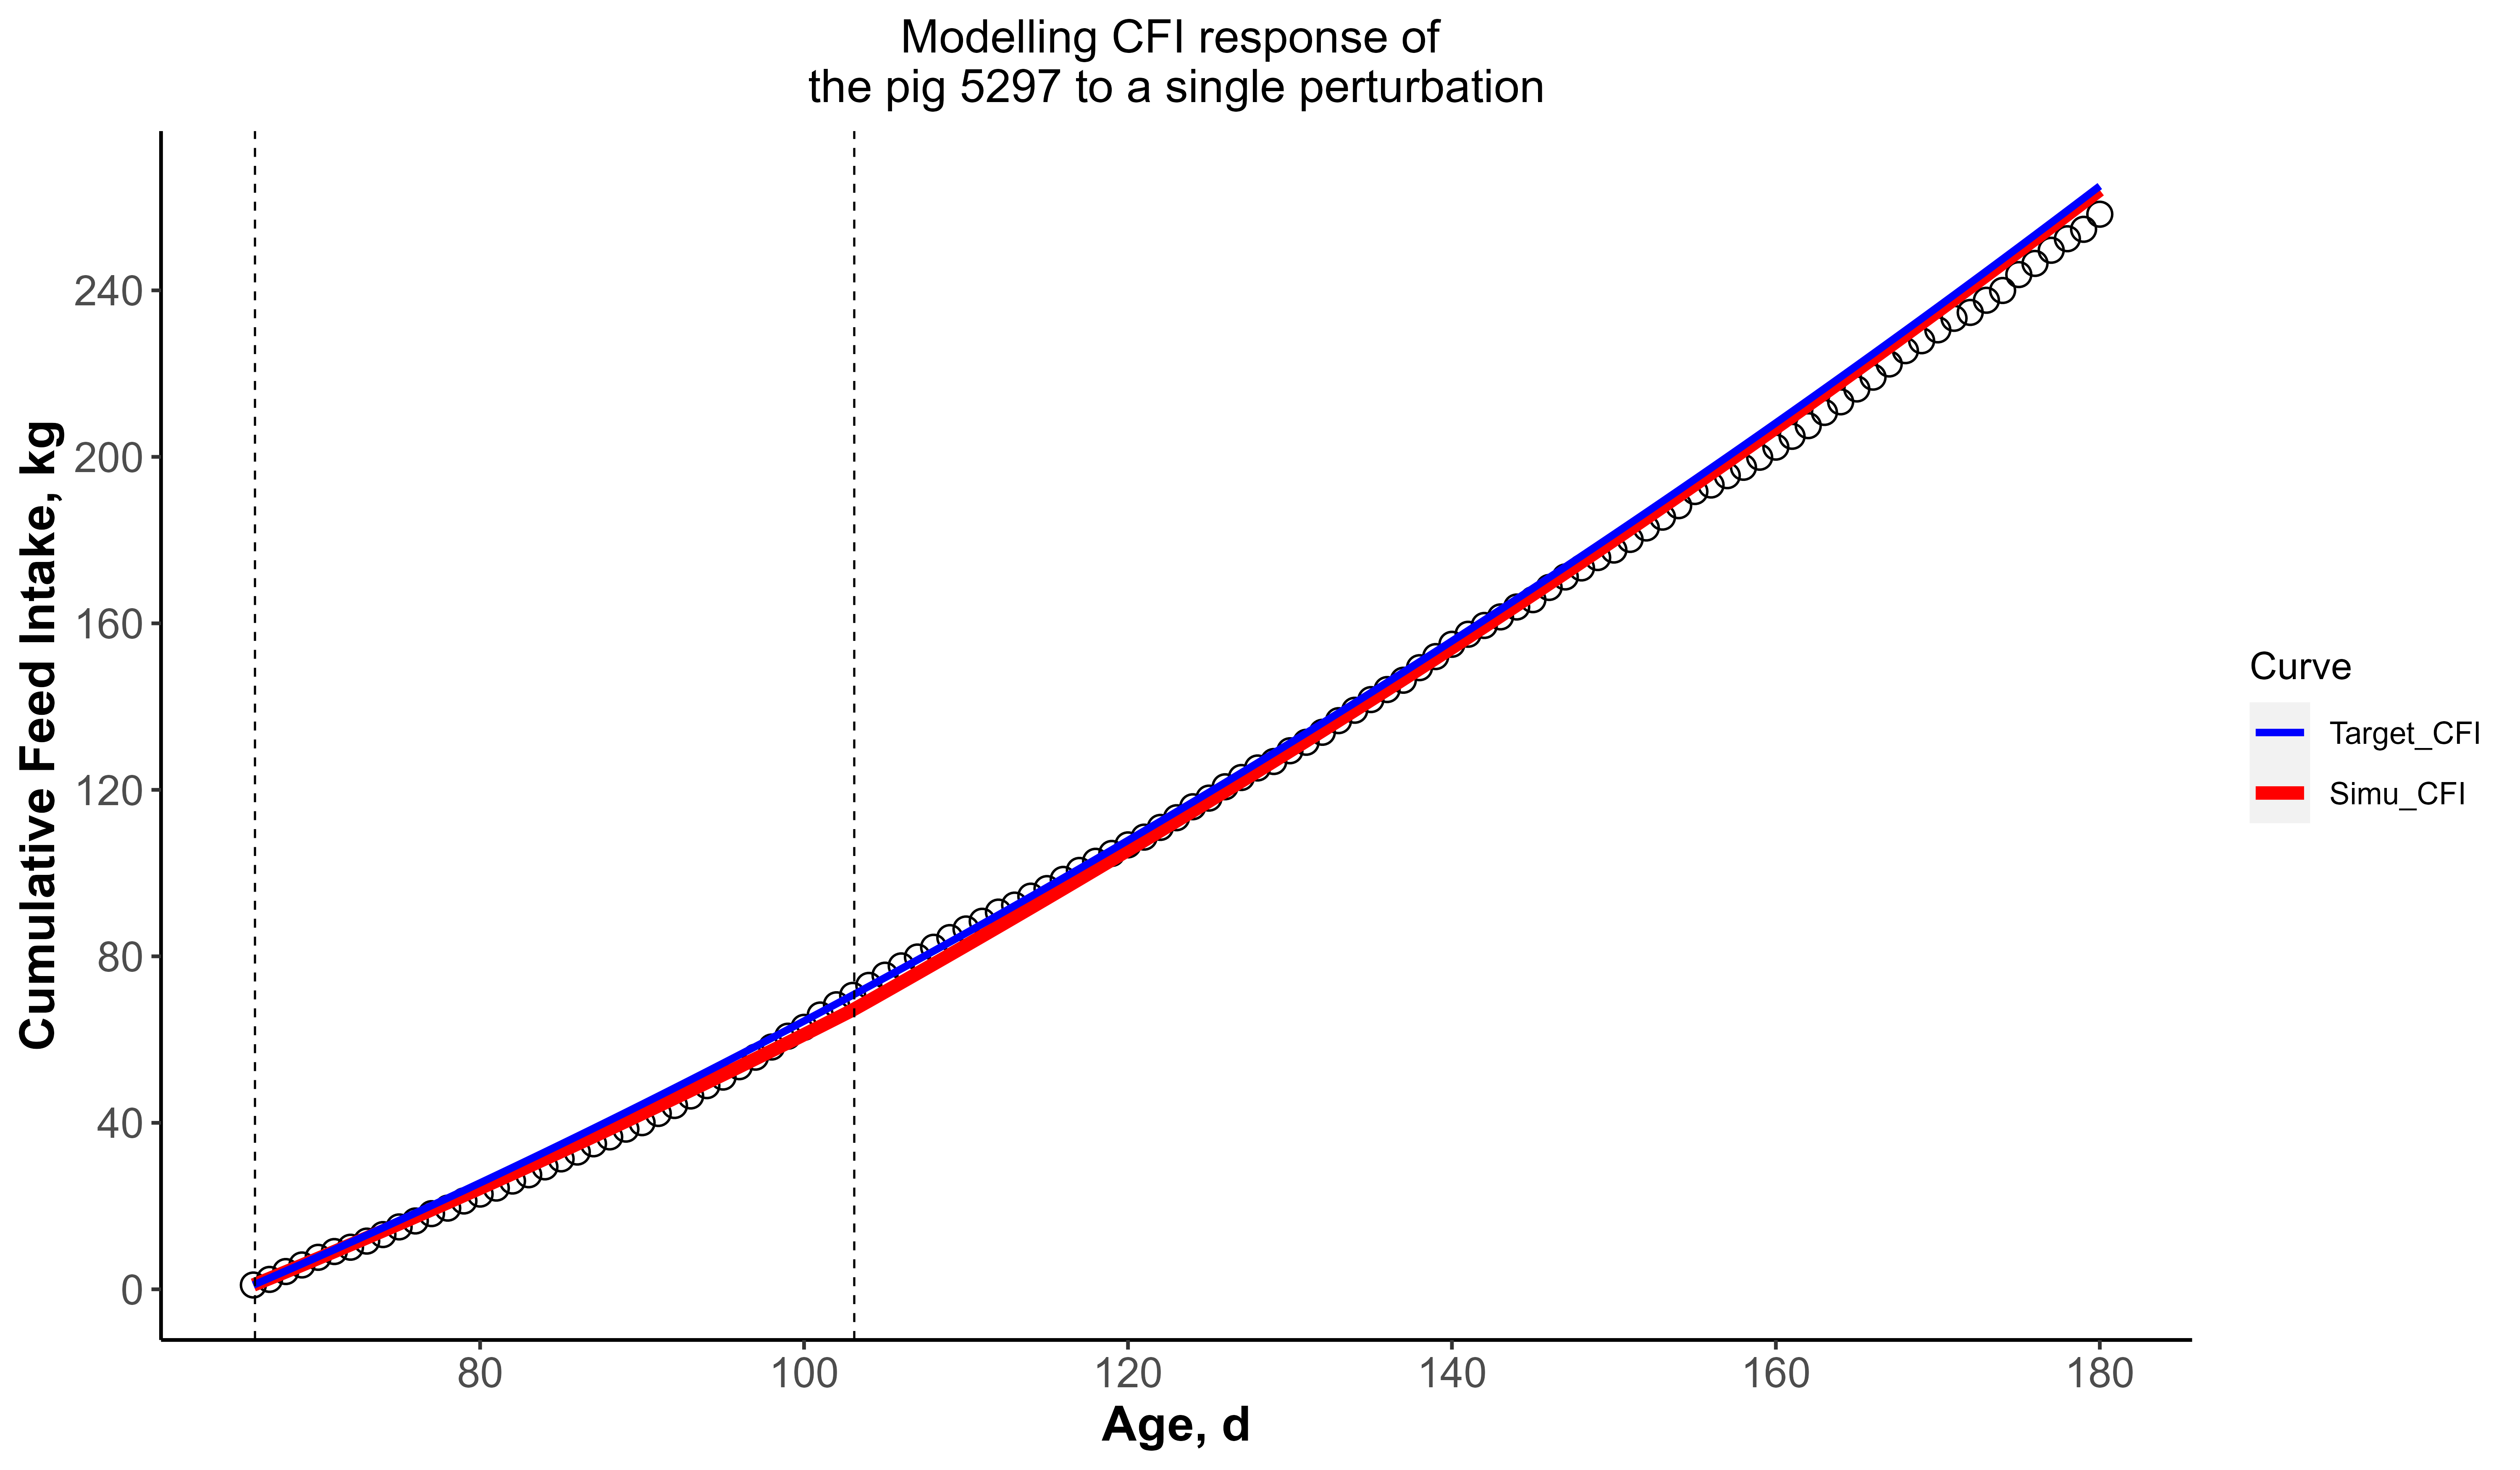 Modelling CFI response of
the pig 5297 to a single perturbation
Cumulative Feed Intake, kg
240
200
160
120
80
40
0
80 100 120 140 160 180
Age, d
Curve
Target_CFI
Simu_CFI